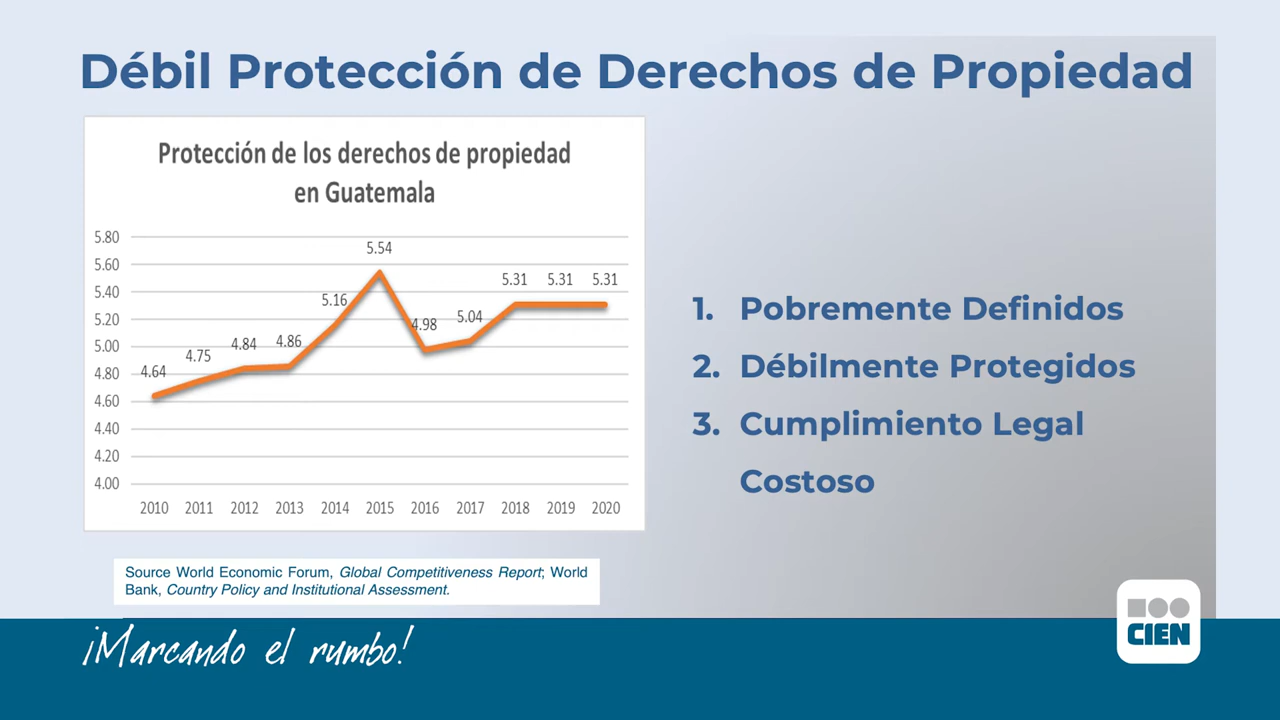 Débil Protección de Derechos de Propiedad
Protección de los derechos de propiedad
en Guatemala
5.80
5.60
5.40
5.20
5.00
4.80
4.60
4.40
4.20
4.00
4.64
4.75
4.84
4.86
5.16
5.54
4.98
5.04
5.31
5.31
5.31
2010 2011 2012 2013 2014 2015 2016 2017 2018 2019 2020
Source World Economic Forum, Global Competitiveness Report; World
Bank, Country Policy and Institutional Assessment.
1. Pobremente Definidos
2. Débilmente Protegidos
3. Cumplimiento Legal
Costoso
¡Marcando el rumbo!
CIEN